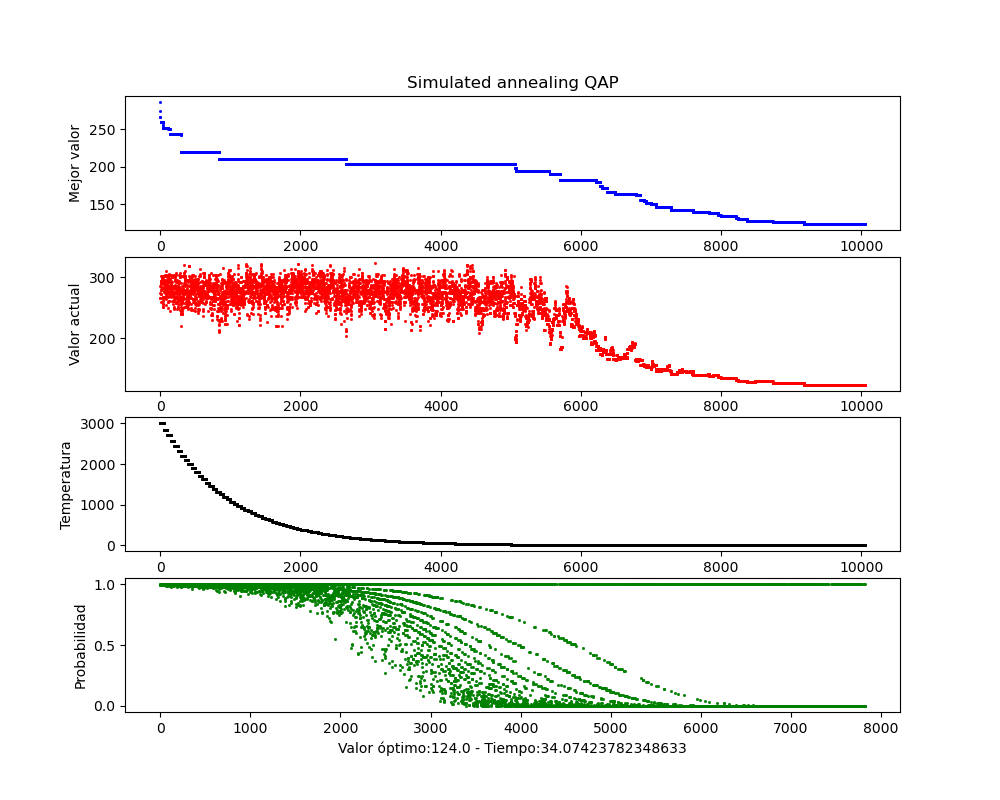 Simulated annealing QAP
Mejor valor
250
200
150
0 2000 4000 6000 8000 10000
Valor actual
300
200
0 2000 4000 6000 8000 10000
Temperatura
3000
2000
1000
0
0 2000 4000 6000 8000 10000
Probabilidad
1.0
0.5
0.0
0 1000 2000 3000 4000 5000 6000 7000 8000
Valor óptimo:124.0 - Tiempo:34.07423782348633